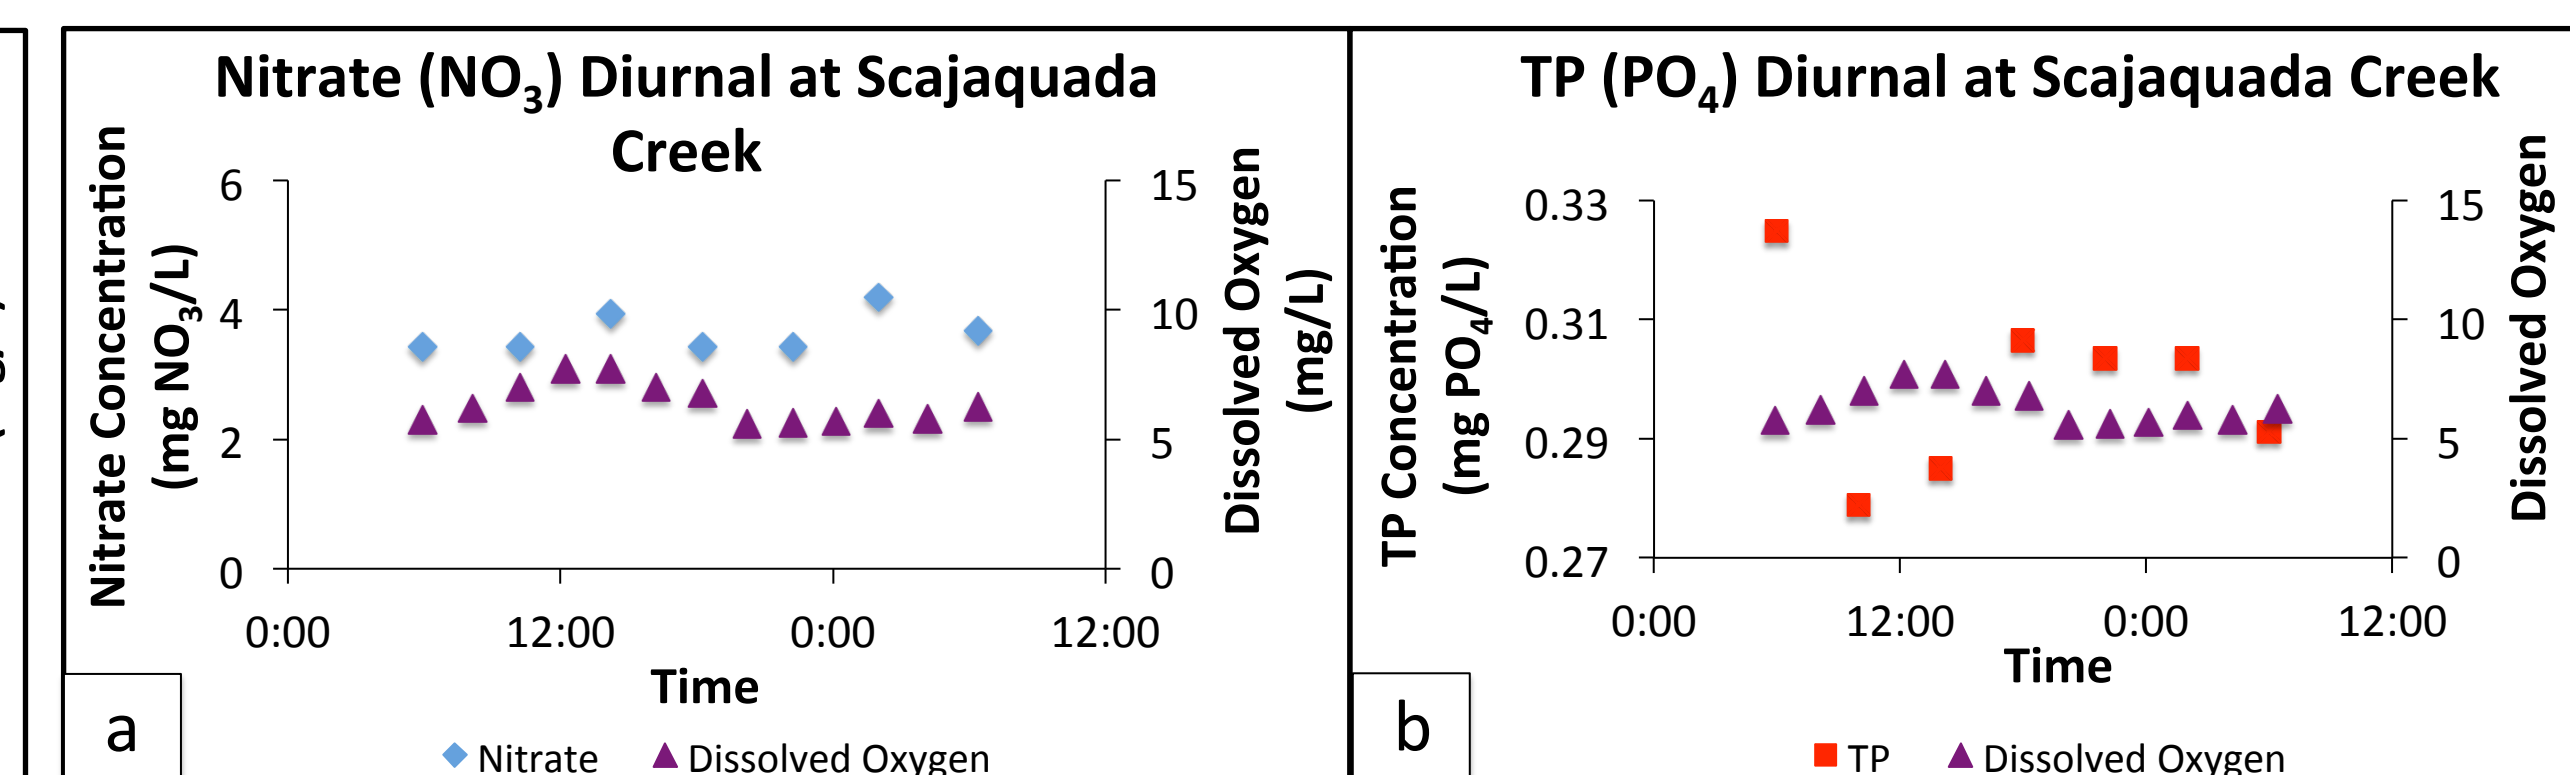 Nitrate (NO₃) Diurnal at Scajaquada
Creek
Nitrate Concentration
(mg NO₃/L)
6
4
2
0
15
10
5
0
Dissolved Oxygen
(mg/L)
0:00 12:00 0:00 12:00
Time
a
Nitrate Dissolved Oxygen
TP (PO₄) Diurnal at Scajaquada Creek
TP Concentration
(mg PO₄/L)
0.33
0.31
0.29
0.27
15
10
5
0
Dissolved Oxygen
0:00 12:00 0:00 12:00
Time
b
TP Dissolved Oxygen